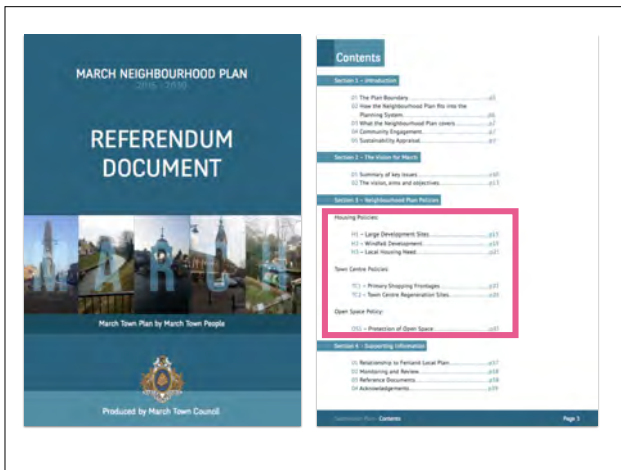 MARCH NEIGHBOURHOOD PLAN
2015 - 2030
REFERENDUM
DOCUMENT
MARCH
March Town Plan by March Town People
Produced by March Town Council
Contents
Section 1 – Introduction
01 The Plan Boundary
02 How the Neighbourhood Plan fits into the
Planning System
03 What the Neighbourhood Plan covers
04 Community Engagement
05 Sustainability Appraisal
Section 2 – The Vision for March
01 Summary of key issues
02 The vision, aims and objectives
Section 3 – Neighbourhood Plan Policies
Housing Policies:
H1 – Large Development Sites
H2 – Windfall Development
H3 – Local Housing Need
Town Centre Policies:
TC1 – Primary Shopping Frontages
TC2 – Town Centre Regeneration Sites
Open Space Policy:
OS1 – Protection of Open Space
Section 4 – Supporting Information
01 Relationship to Fenland Local Plan
02 Monitoring and Review
03 Reference Documents
04 Acknowledgements
Contents
Page 3